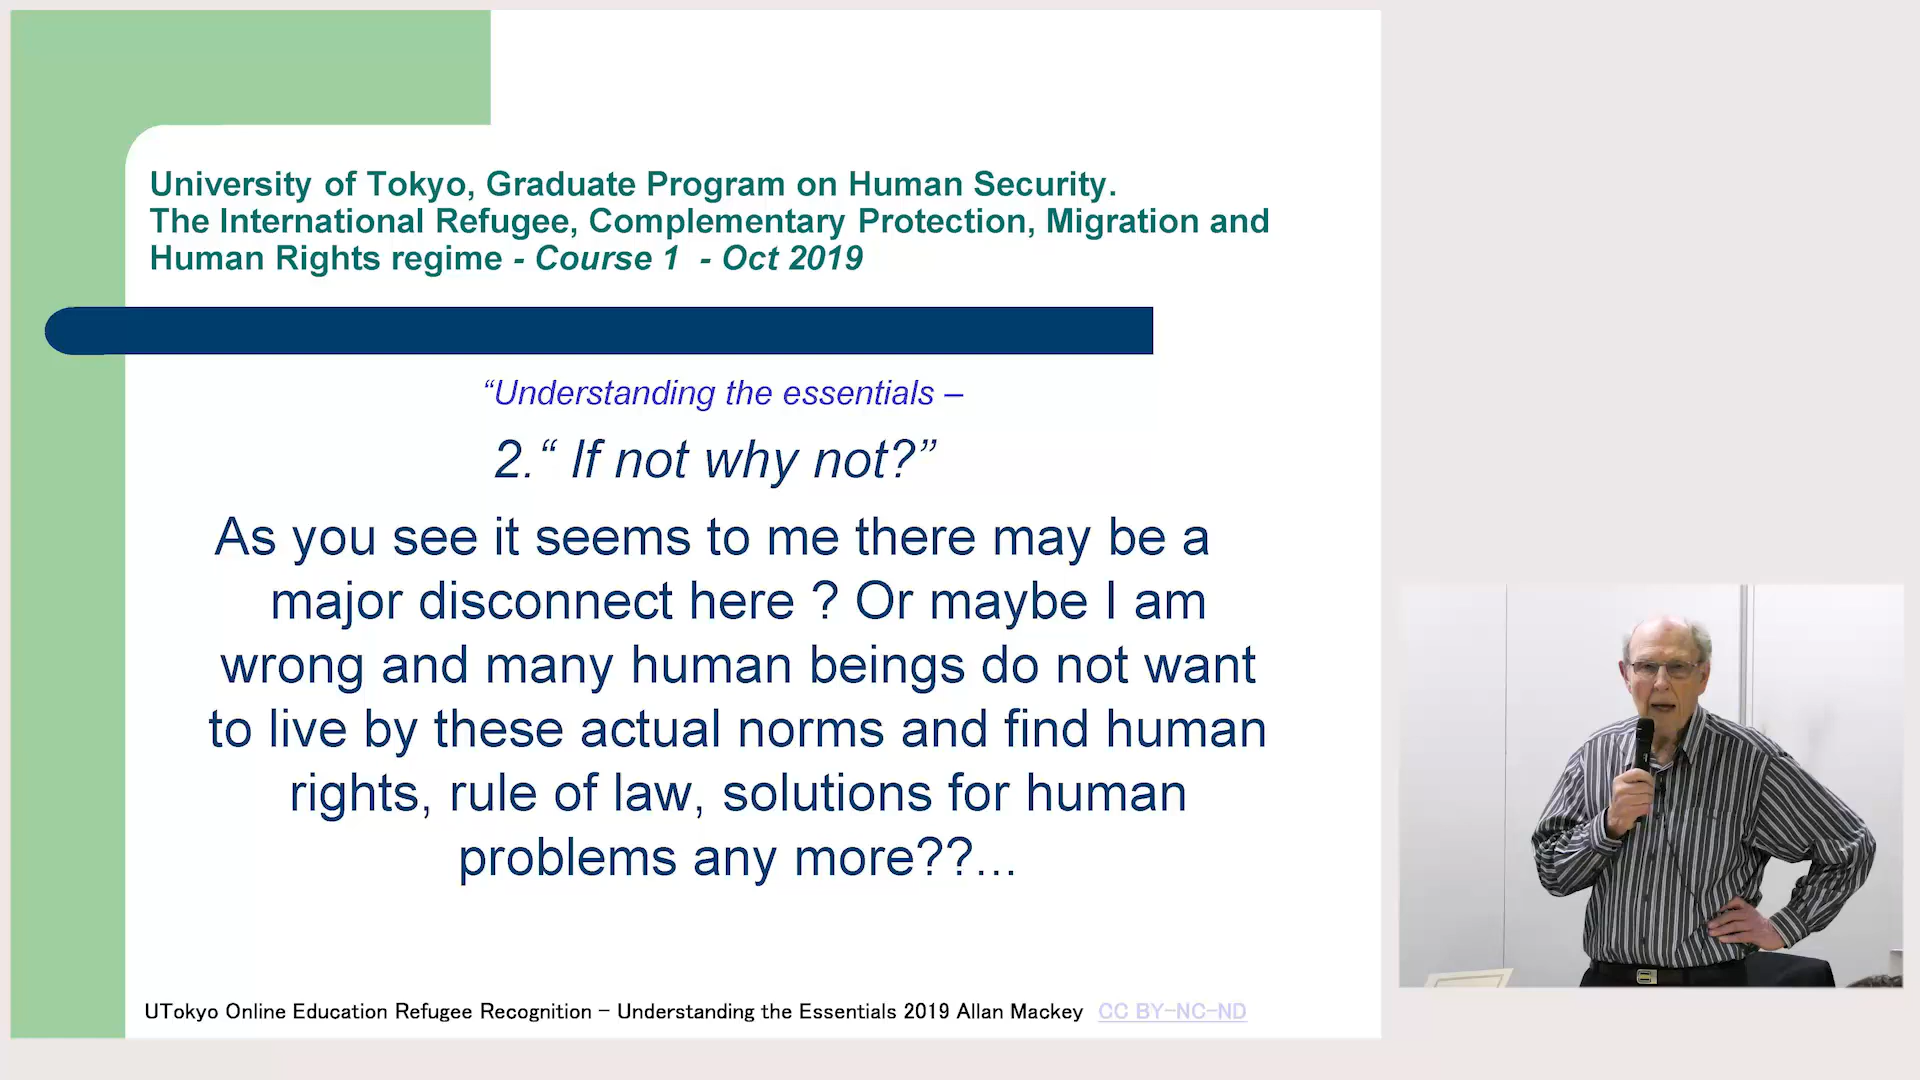 University of Tokyo, Graduate Program on Human Security.
The International Refugee, Complementary Protection, Migration and
Human Rights regime - Course 1  - Oct 2019
“Understanding the essentials –
2.“ If not why not?”
As you see it seems to me there may be a
major disconnect here ? Or maybe I am
wrong and many human beings do not want
to live by these actual norms and find human
rights, rule of law, solutions for human
problems any more??...
UTokyo Online Education Refugee Recognition – Understanding the Essentials 2019 Allan Mackey  CC BY-NC-ND